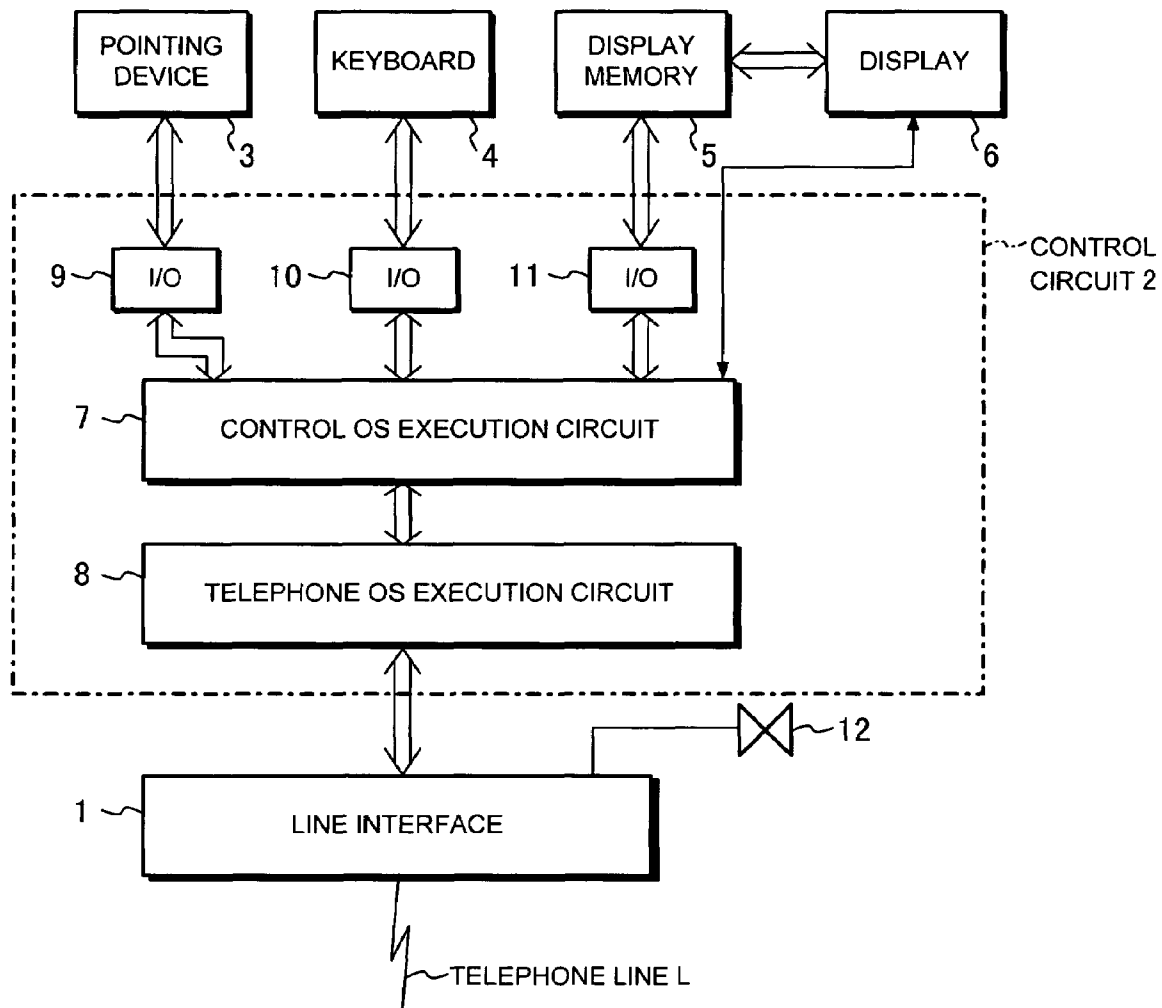 POINTING
DEVICE
KEYBOARD
DISPLAY
MEMORY
DISPLAY
3
4
5
6
9
I/O
10
I/O
11
I/O
CONTROL
CIRCUIT 2
7
CONTROL OS EXECUTION CIRCUIT
8
TELEPHONE OS EXECUTION CIRCUIT
12
1
LINE INTERFACE
TELEPHONE LINE L